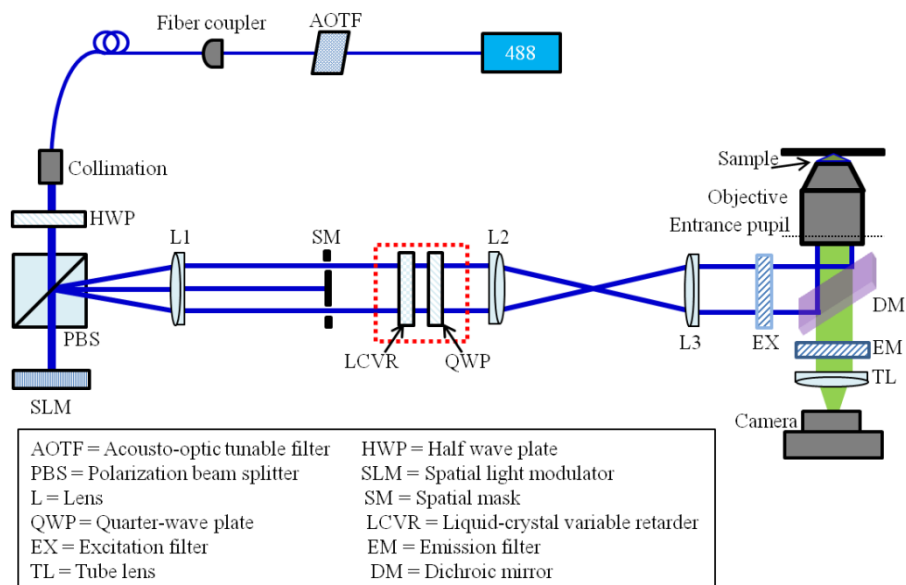 Fiber coupler
AOTF
488
Collimation
HWP
PBS
SLM
L1
SM
LCVR
QWP
L2
L3
EX
Sample
Objective
Entrance pupil
DM
EM
TL
Camera
AOTF = Acousto-optic tunable filter
HWP = Half wave plate
PBS = Polarization beam splitter
SLM = Spatial light modulator
L = Lens
SM = Spatial mask
QWP = Quarter-wave plate
LCVR = Liquid-crystal variable retarder
EX = Excitation filter
EM = Emission filter
TL = Tube lens
DM = Dichroic mirror